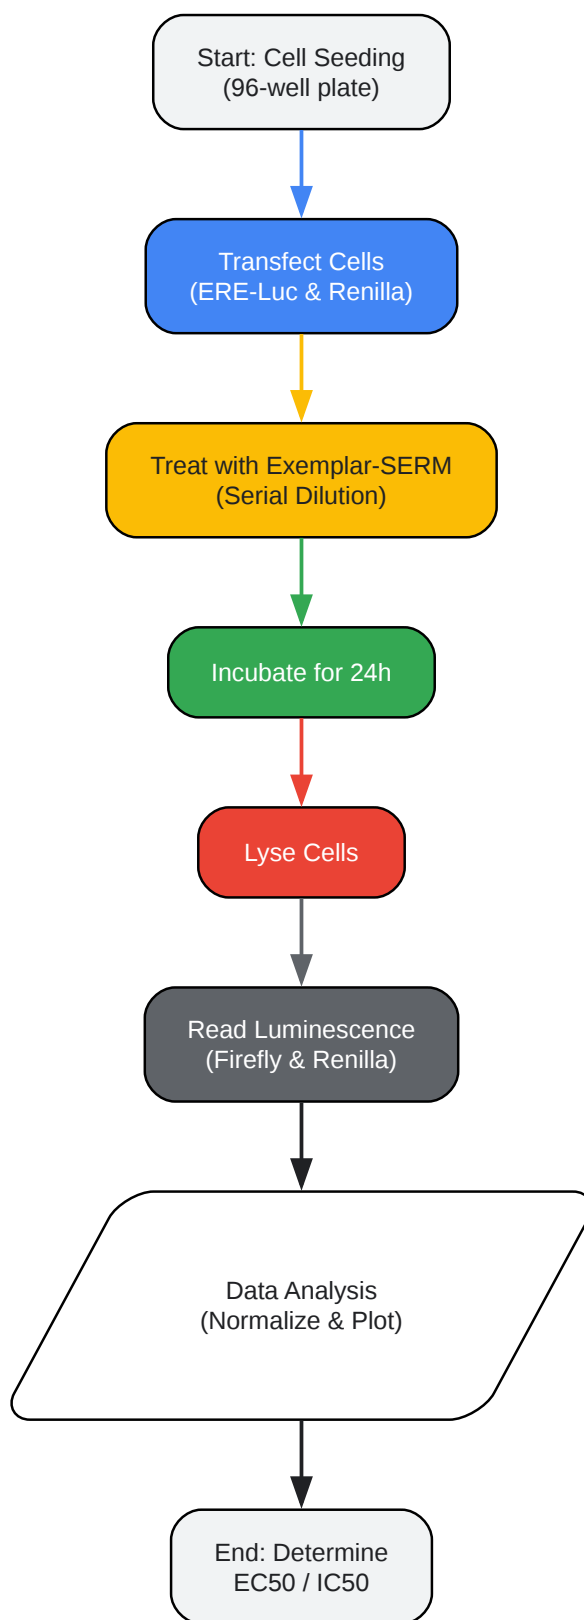 Start: Cell Seeding
(96-well plate)
Transfect Cells
(ERE-Luc & Renilla)
Treat with Exemplar-SERM
(Serial Dilution)
Incubate for 24h
Lyse Cells
Read Luminescence
(Firefly & Renilla)
Data Analysis
(Normalize & Plot)
End: Determine
EC50 / IC50